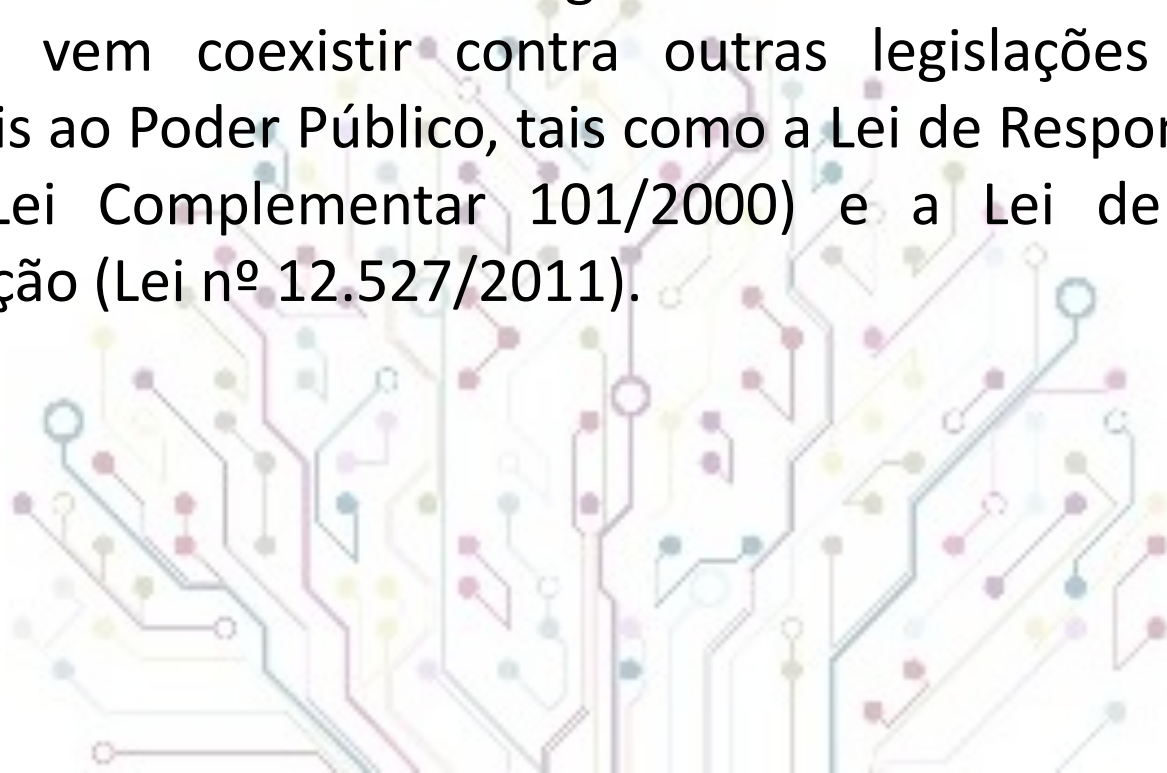 vem coexistir contra outras legislações
is ao Poder Público, tais como a Lei de Respon
Lei Complementar 101/2000) e a Lei de
ção (Lei nº 12.527/2011).